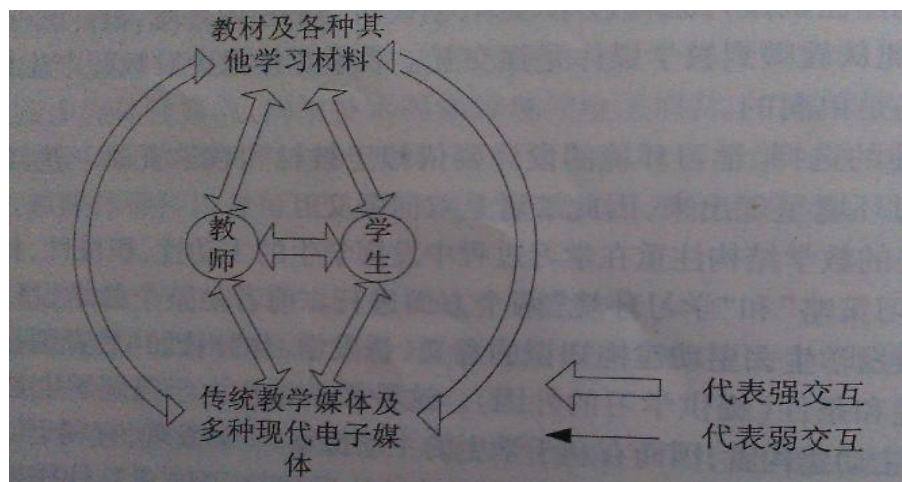 教材及各种其
他学习材料
教师
学生
传统教学媒体及
多种现代电子媒
体
代表强交互
代表弱交互